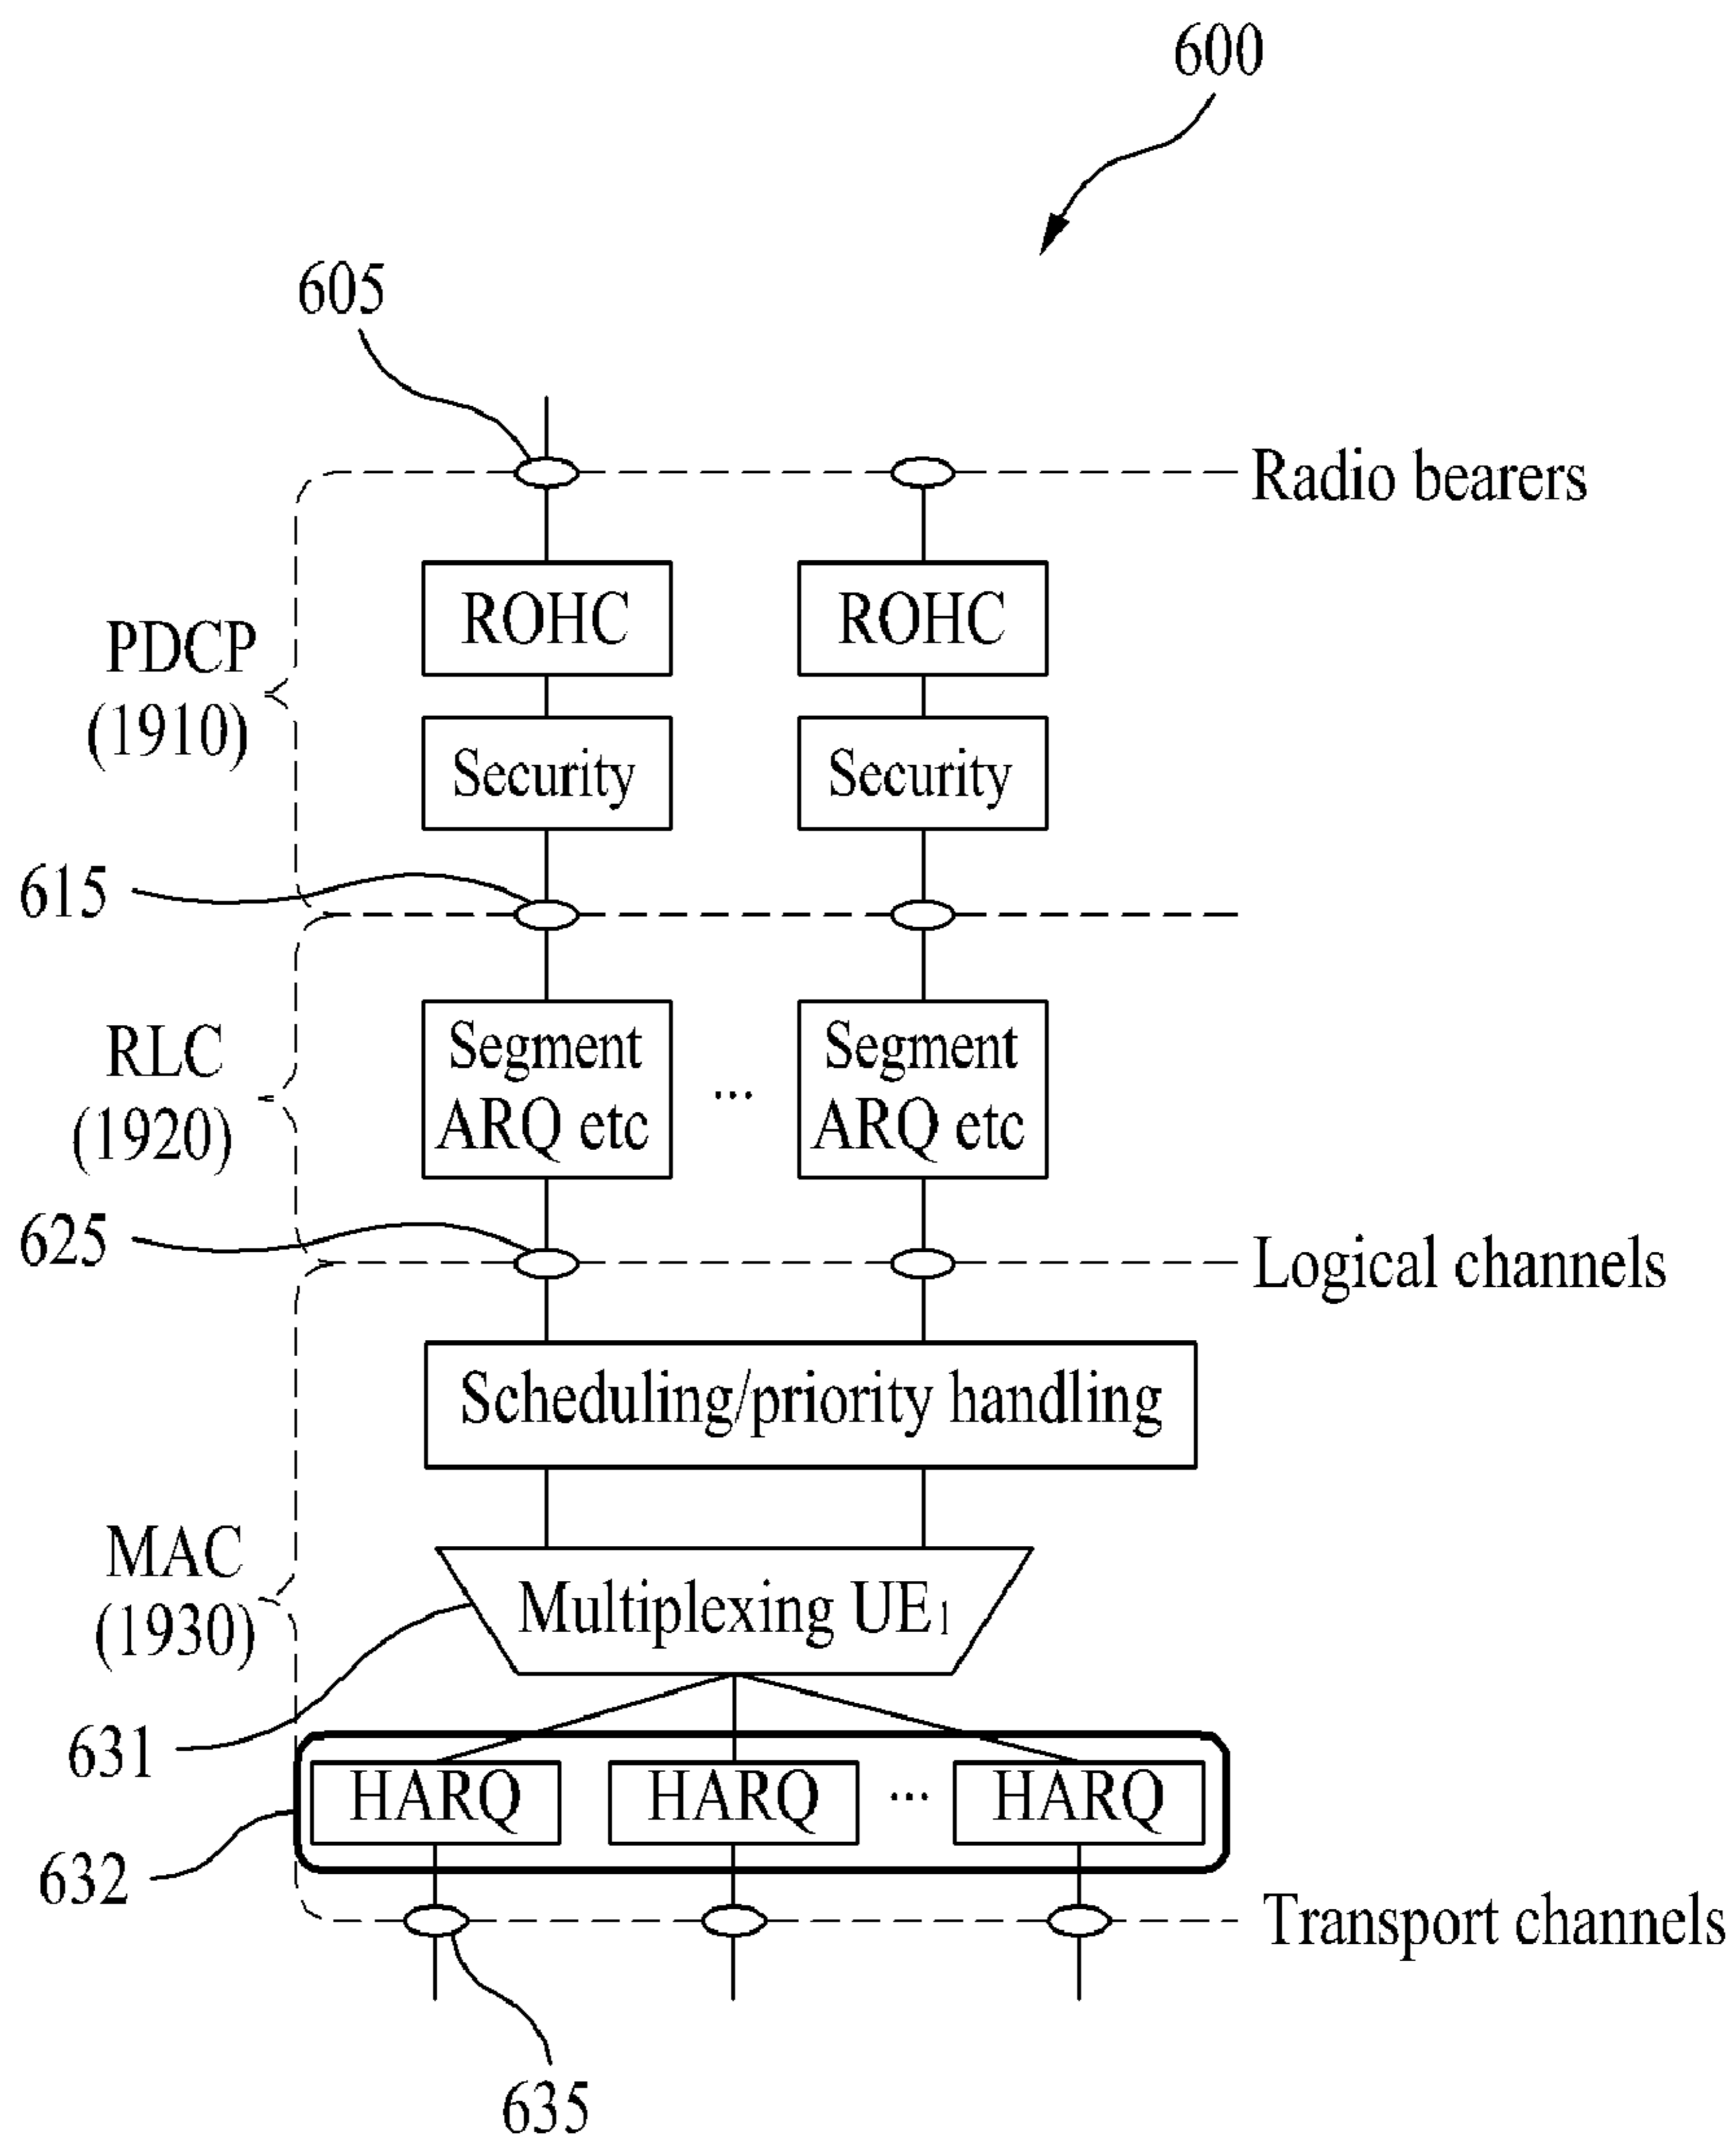 600
605
Radio bearers
ROHC ROHC
PDCP
(1910)
Security Security
615
Segment
ARQ etc
...
Segment
ARQ etc
RLC
(1920)
625
Logical channels
Scheduling/priority handling
MAC
(1930)
Multiplexing UE1
631
HARQ HARQ ... HARQ
632
Transport channels
635